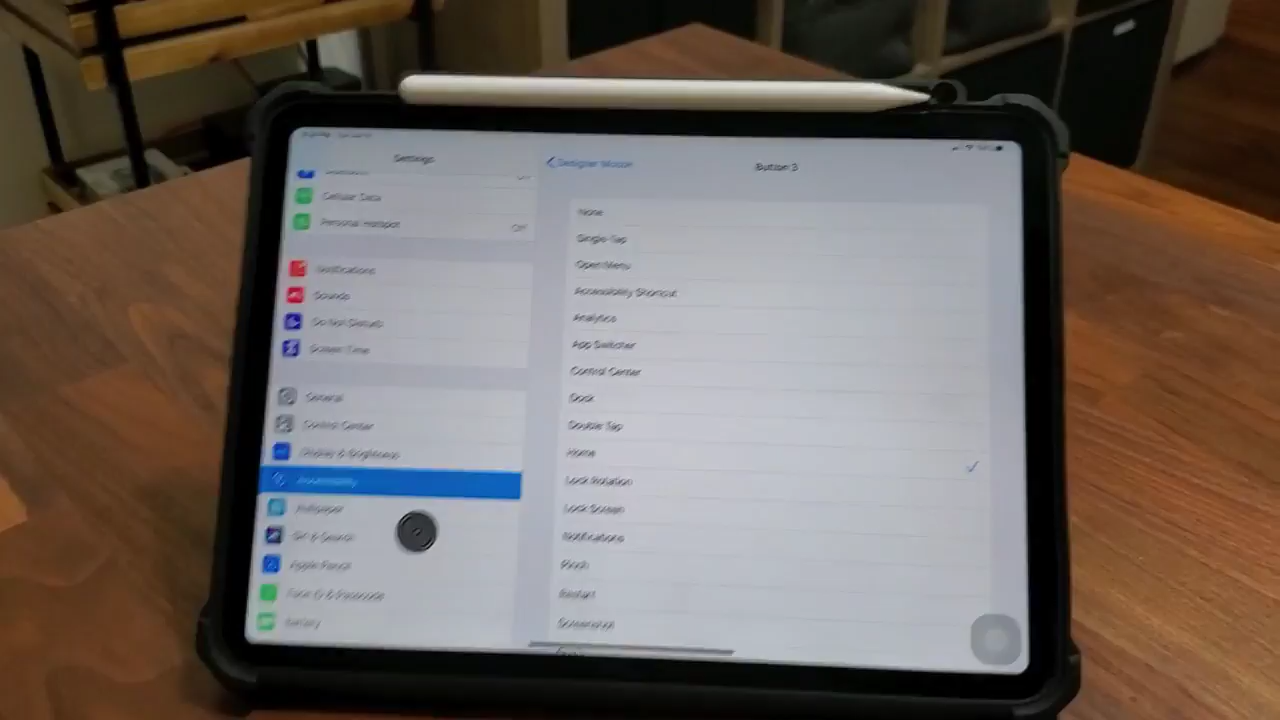 Settings
Cellular Data
Personal Hotspot
Off
Notifications
Sounds
Do Not Disturb
Screen Time
General
Control Center
Display & Brightness
Accessibility
Wallpaper
Siri & Search
Apple Pencil
Face ID & Passcode
Battery
Designer Mouse
Button 3
None
Single-Tap
Open Menu
Accessibility Shortcut
Analytics
App Switcher
Control Center
Dock
Double Tap
Home
Lock Rotation
Lock Screen
Notifications
Pinch
Restart
Screenshot